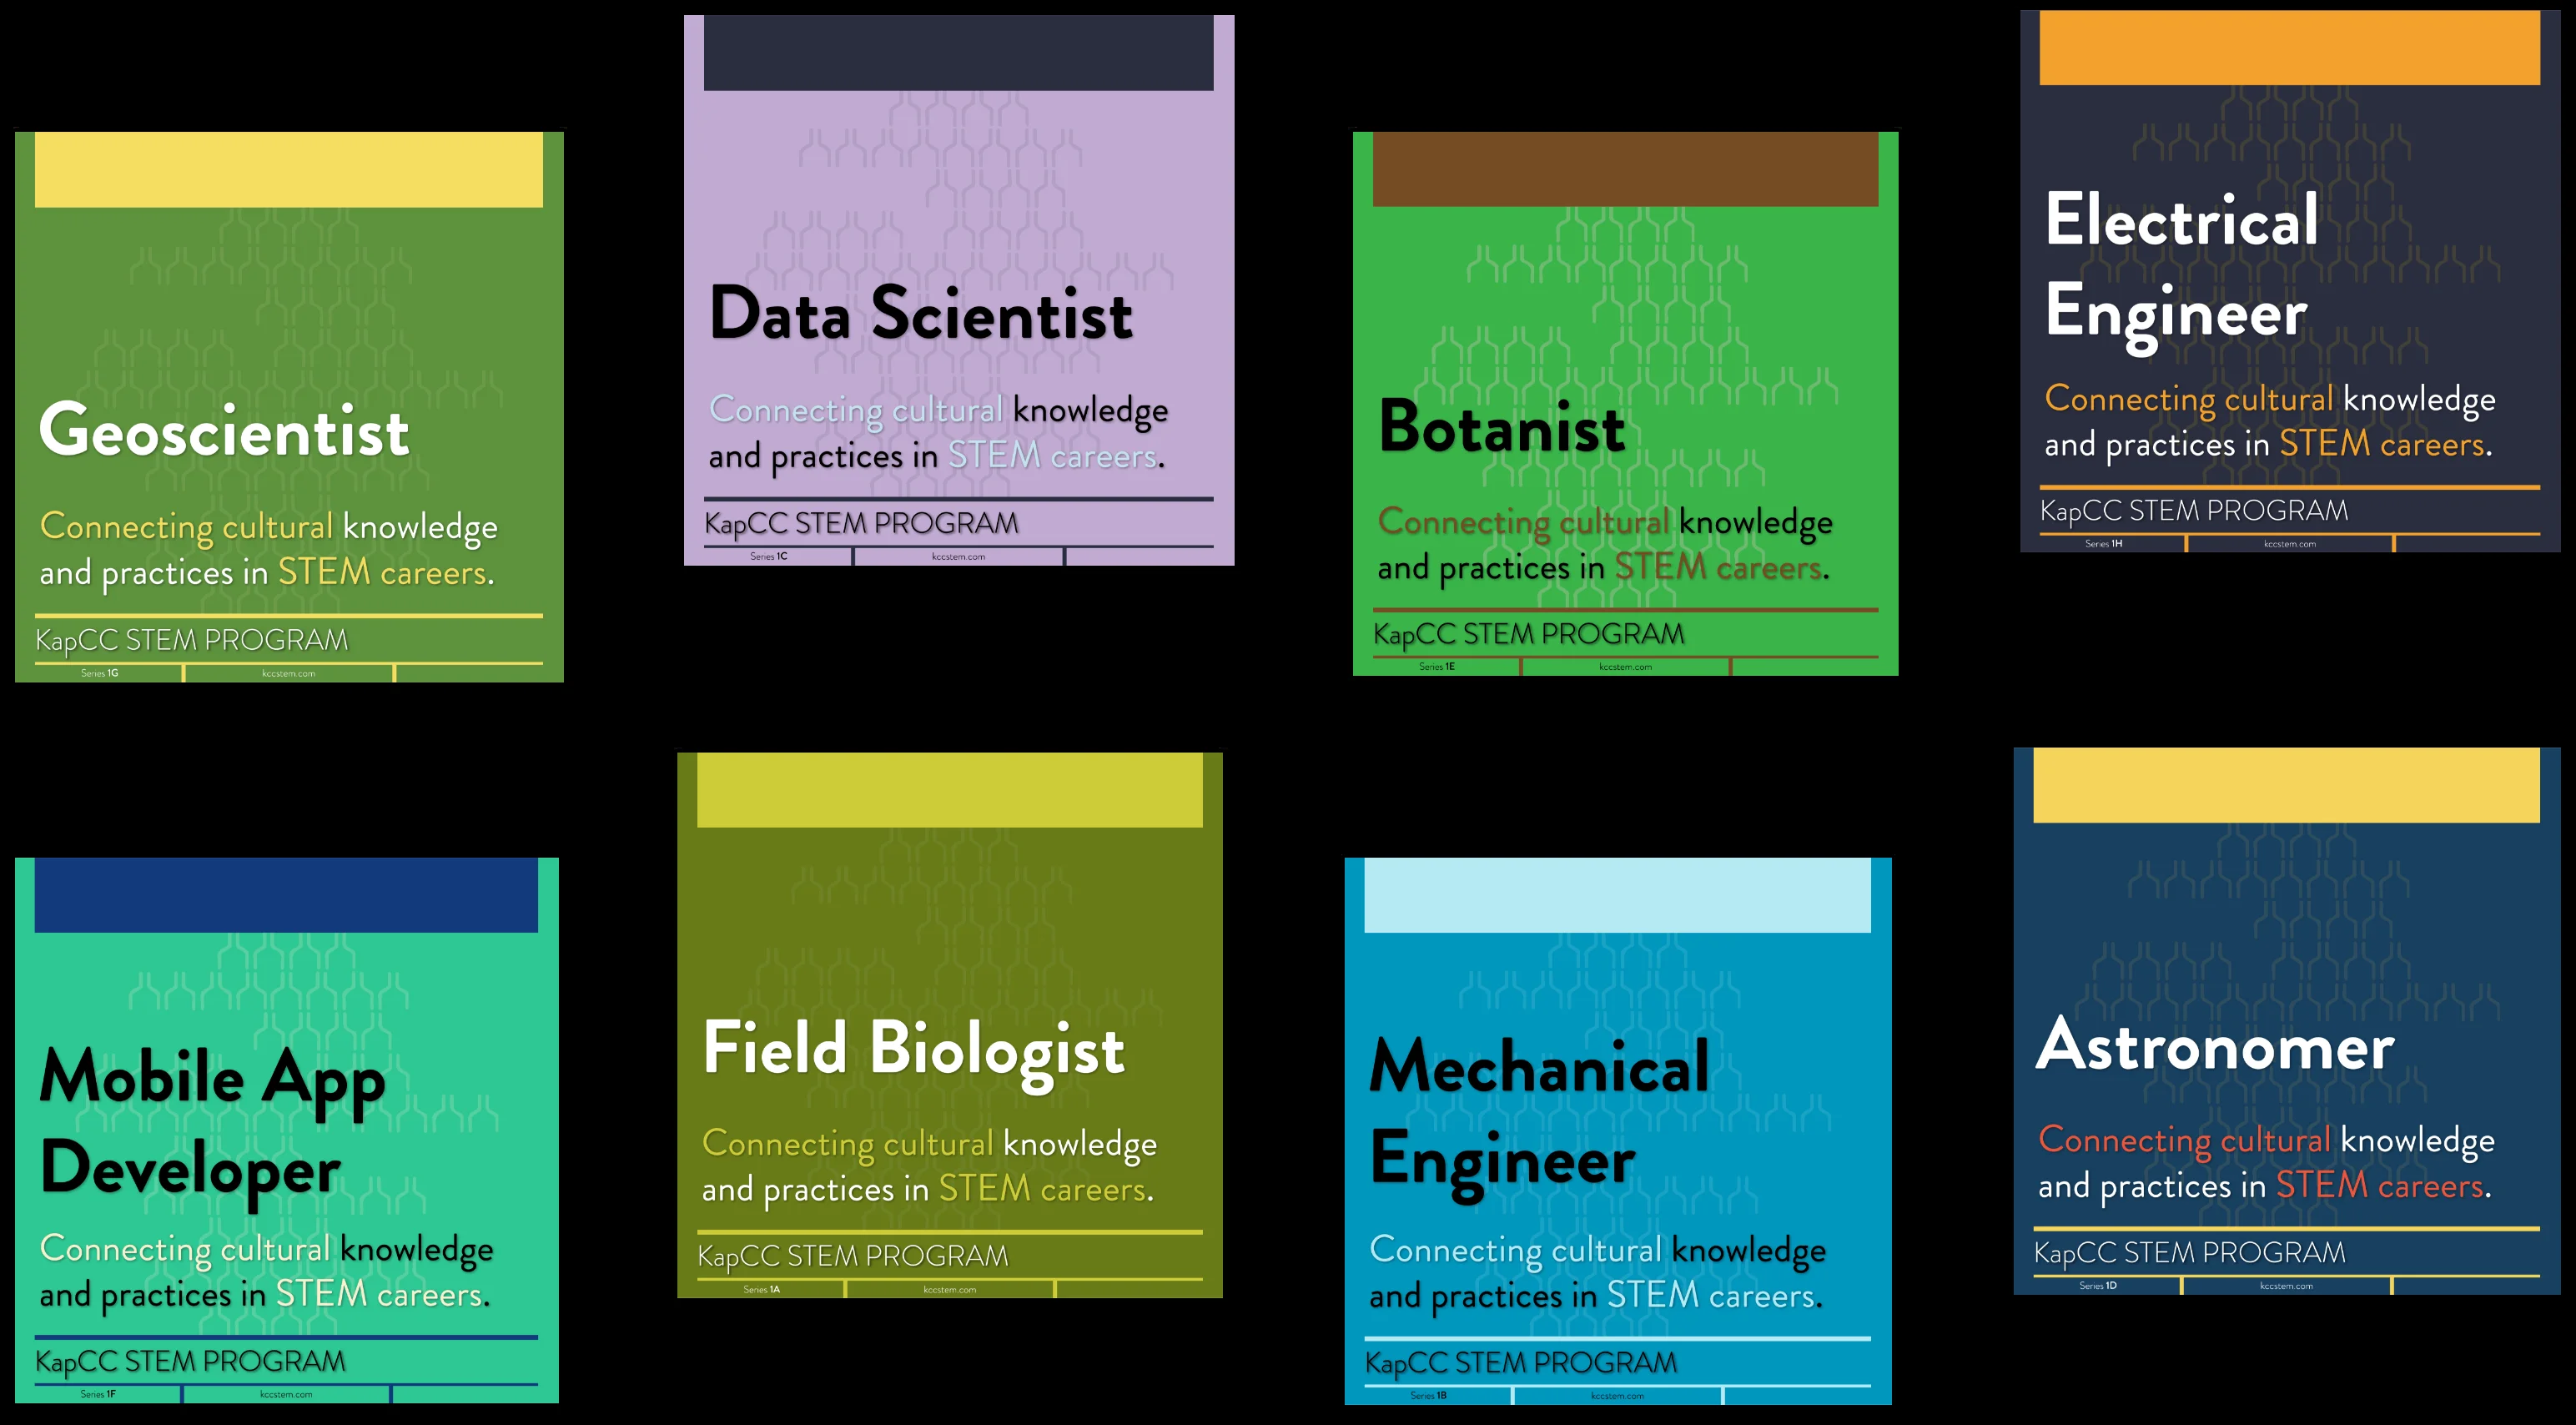 Geoscientist
Connecting cultural knowledge
and practices in STEM careers.
KapCC STEM PROGRAM
Series 1G kccstem.com
Data Scientist
Connecting cultural knowledge
and practices in STEM careers.
KapCC STEM PROGRAM
Series 1C kccstem.com
Botanist
Connecting cultural knowledge
and practices in STEM careers.
KapCC STEM PROGRAM
Series 1E kccstem.com
Electrical
Engineer
Connecting cultural knowledge
and practices in STEM careers.
KapCC STEM PROGRAM
Series 1H kccstem.com
Mobile App
Developer
Connecting cultural knowledge
and practices in STEM careers.
KapCC STEM PROGRAM
Series 1F kccstem.com
Field Biologist
Connecting cultural knowledge
and practices in STEM careers.
KapCC STEM PROGRAM
Series 1A kccstem.com
Mechanical
Engineer
Connecting cultural knowledge
and practices in STEM careers.
KapCC STEM PROGRAM
Series 1B kccstem.com
Astronomer
Connecting cultural knowledge
and practices in STEM careers.
KapCC STEM PROGRAM
Series 1D kccstem.com